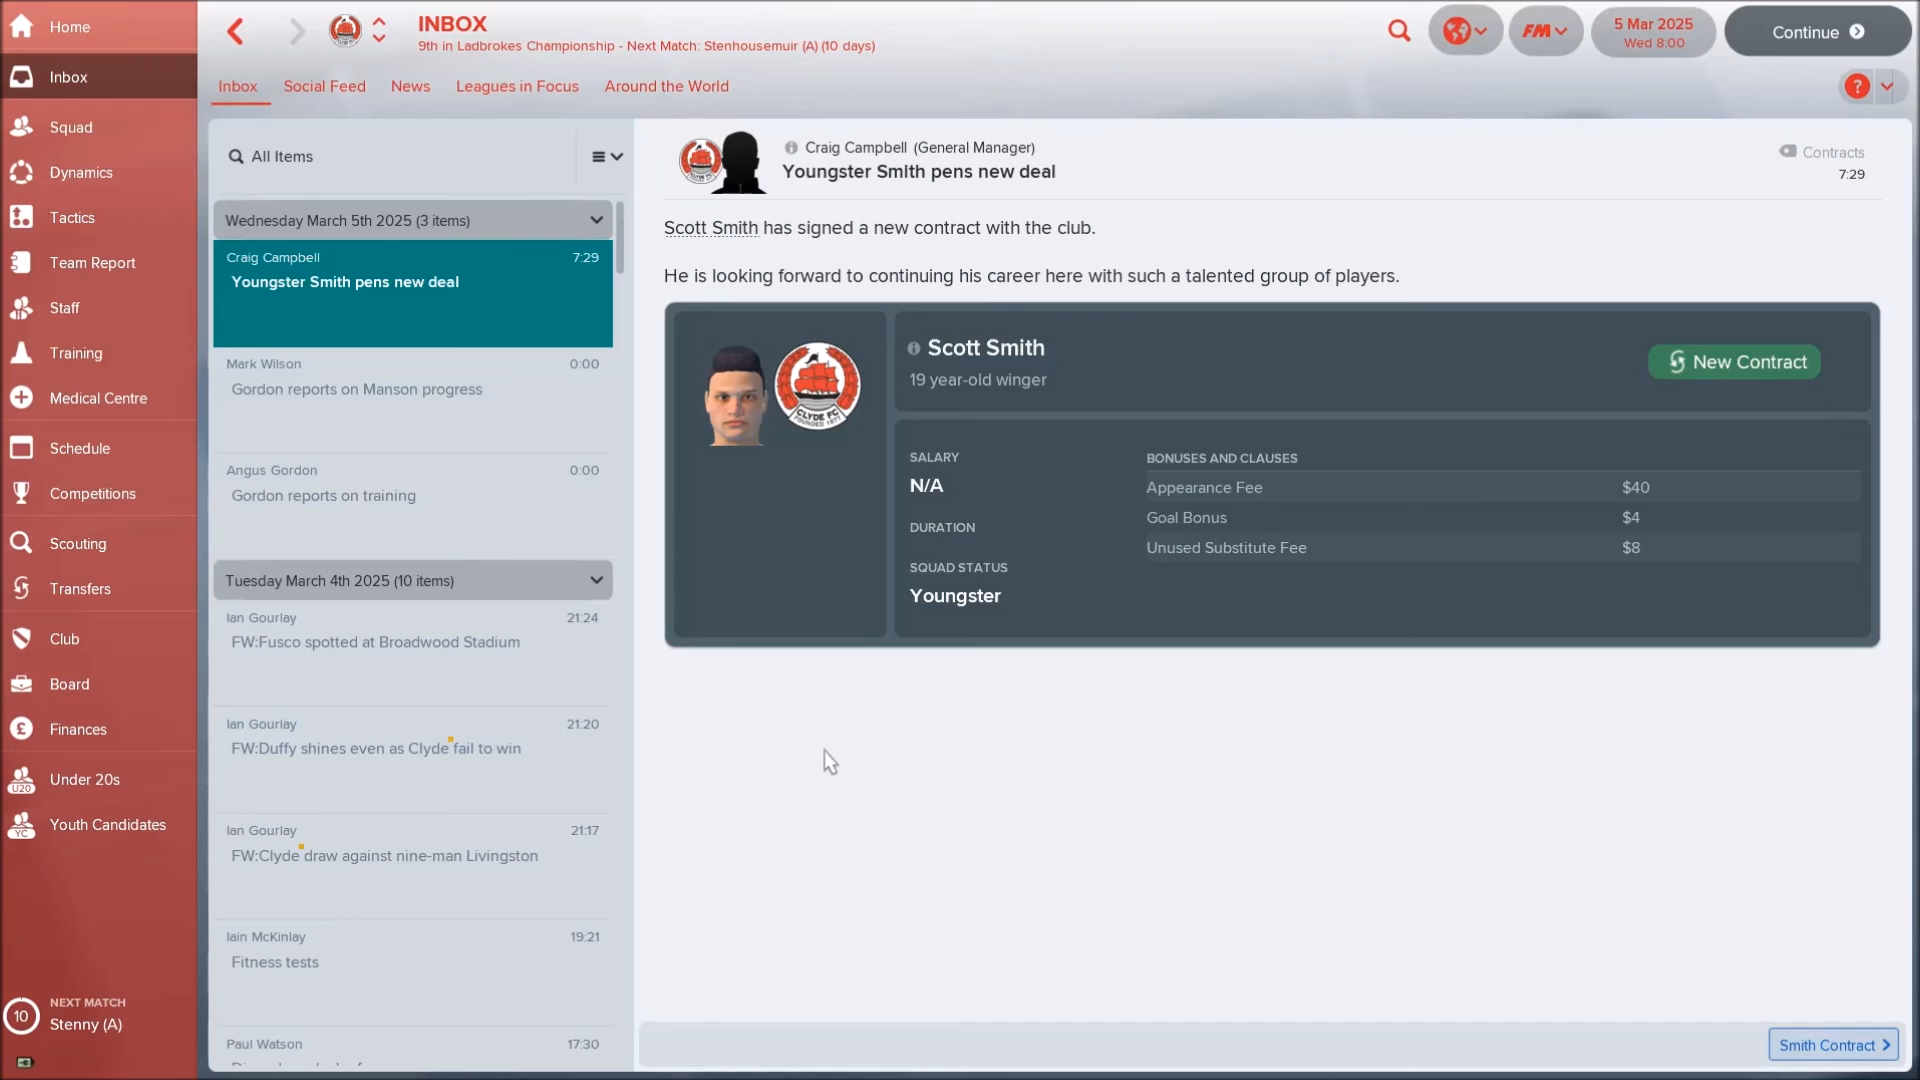 Home
Inbox
Squad
Dynamics
Tactics
Team Report
Staff
Training
Medical Centre
Schedule
Competitions
Scouting
Transfers
Club
Board
Finances
U20
Under 20s
YC
Youth Candidates
10
NEXT MATCH
Stenny (A)
INBOX
9th in Ladbrokes Championship - Next Match: Stenhousemuir (A) (10 days)
FM
5 Mar 2025
Wed 8:00
Continue
Inbox
Social Feed
News
Leagues in Focus
Around the World
?
All Items
Wednesday March 5th 2025 (3 items)
Craig Campbell 7:29
Youngster Smith pens new deal
Mark Wilson 0:00
Gordon reports on Manson progress
Angus Gordon 0:00
Gordon reports on training
Tuesday March 4th 2025 (10 items)
Ian Gourlay 21:24
FW:Fusco spotted at Broadwood Stadium
Ian Gourlay 21:20
FW:Duffy shines even as Clyde fail to win
Ian Gourlay 21:17
FW:Clyde draw against nine-man Livingston
Iain McKinlay 19:21
Fitness tests
Paul Watson 17:30
Craig Campbell (General Manager)
Youngster Smith pens new deal
Contracts
7:29
Scott Smith has signed a new contract with the club.
He is looking forward to continuing his career here with such a talented group of players.
CLYDE FC
FOUNDED 1877
Scott Smith
19 year-old winger
New Contract
SALARY
N/A
DURATION
SQUAD STATUS
Youngster
BONUSES AND CLAUSES
Appearance Fee $40
Goal Bonus $4
Unused Substitute Fee $8
Smith Contract